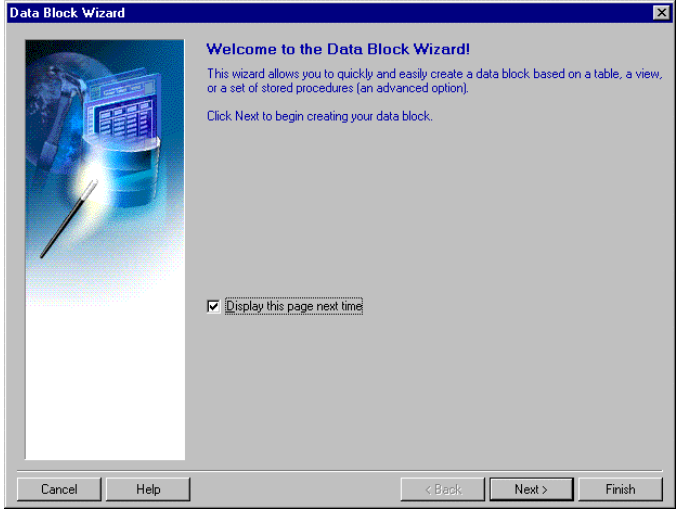 Data Block Wizard
Welcome to the Data Block Wizard!
This wizard allows you to quickly and easily create a data block based on a table, a view,
or a set of stored procedures (an advanced option).
Click Next to begin creating your data block.
Display this page next time
Cancel
Help
< Back
Next >
Finish